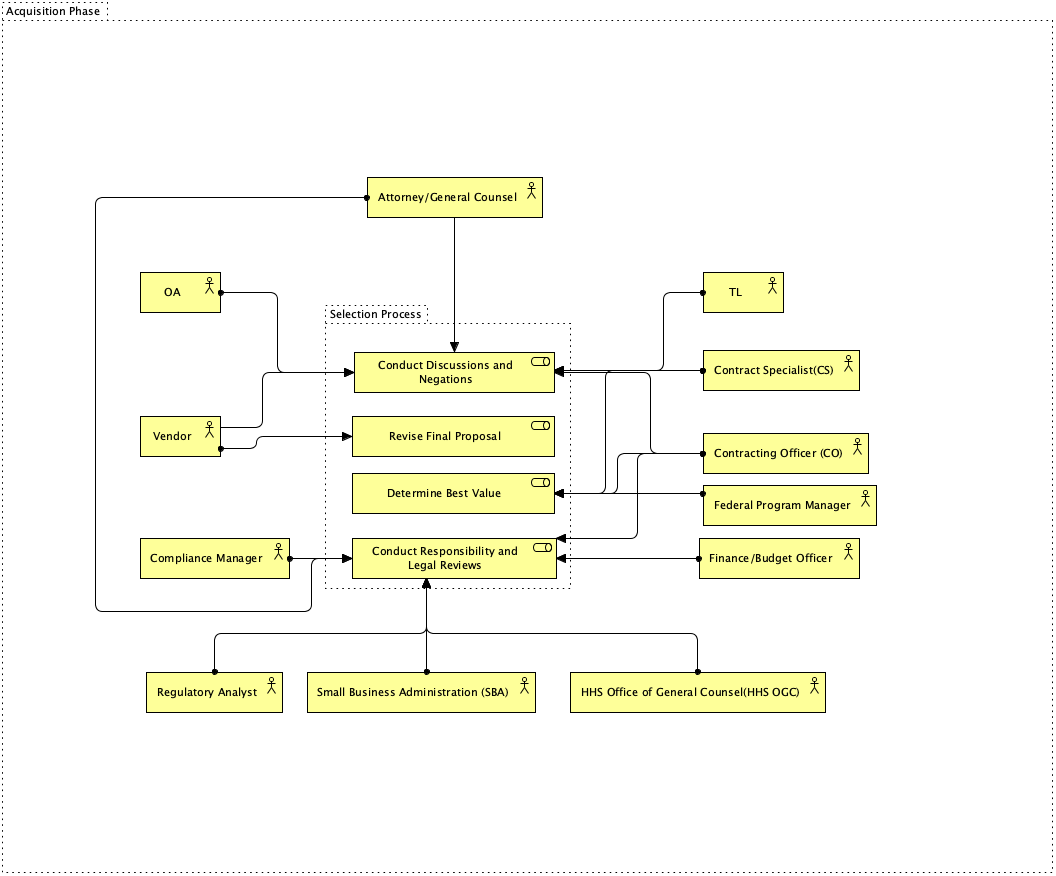 Acquisition Phase
Attorney/General Counsel
OA
TL
Selection Process
Conduct Discussions and
Negations
Contract Specialist(CS)
Vendor
Revise Final Proposal
Contracting Officer (CO)
Determine Best Value
Federal Program Manager
Compliance Manager
Conduct Responsibility and
Legal Reviews
Finance/Budget Officer
Regulatory Analyst
Small Business Administration (SBA)
HHS Office of General Counsel(HHS OGC)